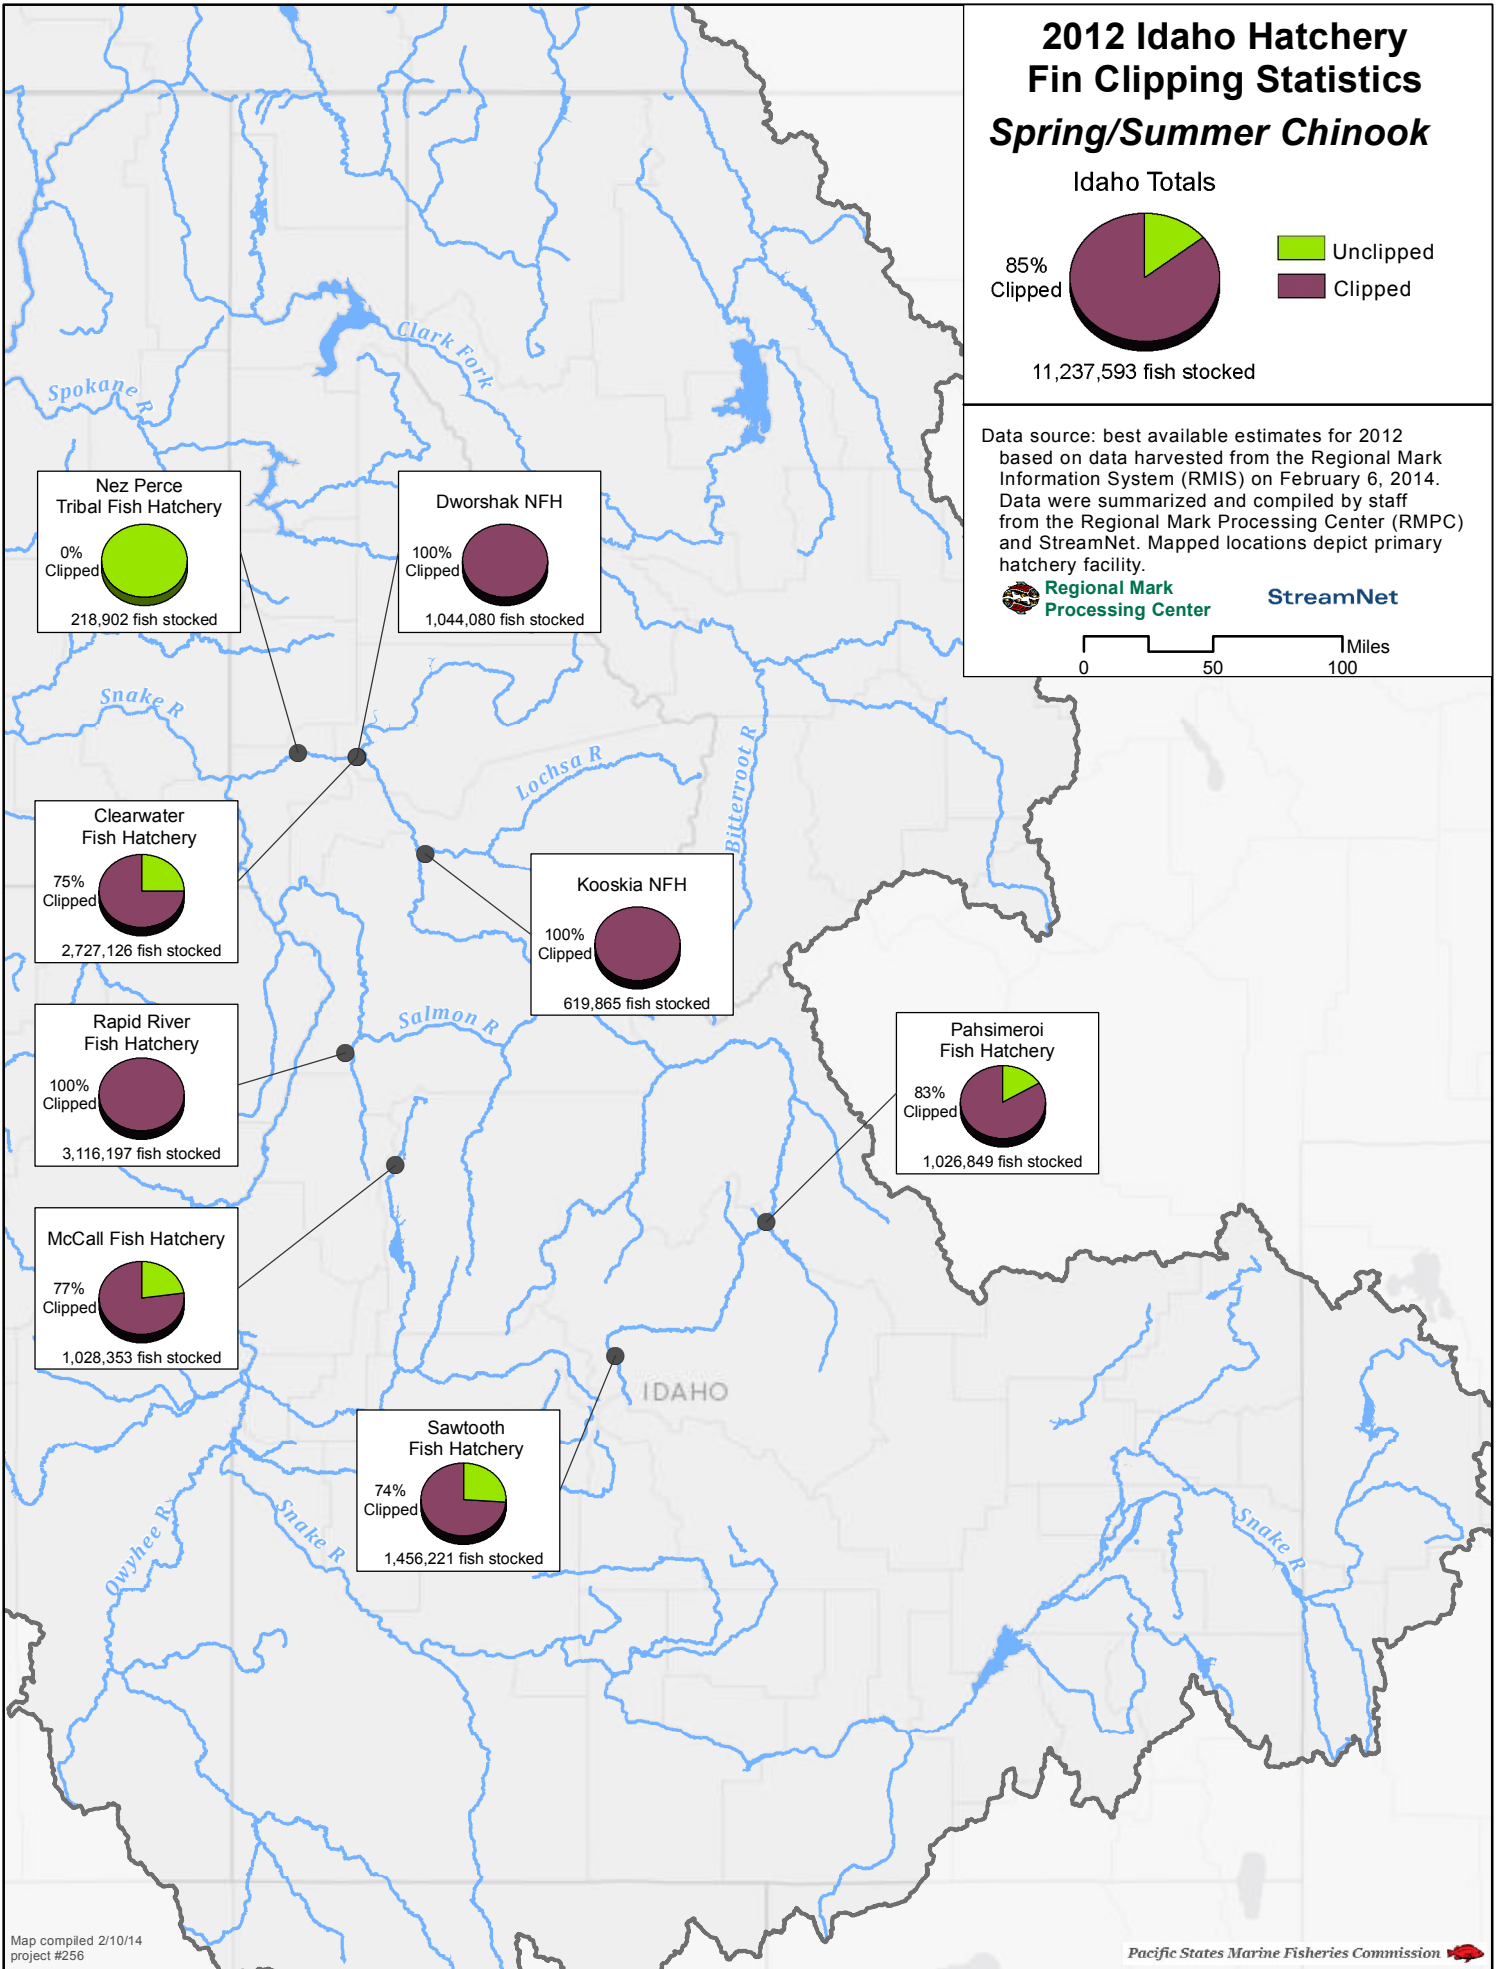 2012 Idaho Hatchery
Fin Clipping Statistics
Spring/Summer Chinook
Idaho Totals
85%
Clipped
Unclipped
Clipped
11,237,593 fish stocked
Data source: best available estimates for 2012
based on data harvested from the Regional Mark
Information System (RMIS) on February 6, 2014.
Data were summarized and compiled by staff
from the Regional Mark Processing Center (RMPC)
and StreamNet. Mapped locations depict primary
hatchery facility.
Regional Mark
Processing Center
StreamNet
Miles
0 50 100
Clark Fork
Spokane R
Nez Perce
Tribal Fish Hatchery
0%
Clipped
218,902 fish stocked
Dworshak NFH
100%
Clipped
1,044,080 fish stocked
Snake R
Lochsa R
Bitterroot R
Clearwater
Fish Hatchery
75%
Clipped
2,727,126 fish stocked
Kooskia NFH
100%
Clipped
619,865 fish stocked
Rapid River
Fish Hatchery
100%
Clipped
3,116,197 fish stocked
Salmon R
Pahsimeroi
Fish Hatchery
83%
Clipped
1,026,849 fish stocked
McCall Fish Hatchery
77%
Clipped
1,028,353 fish stocked
IDAHO
Sawtooth
Fish Hatchery
74%
Clipped
1,456,221 fish stocked
Owyhee R
Snake R
Snake R
Map compiled 2/10/14
project #256
Pacific States Marine Fisheries Commission